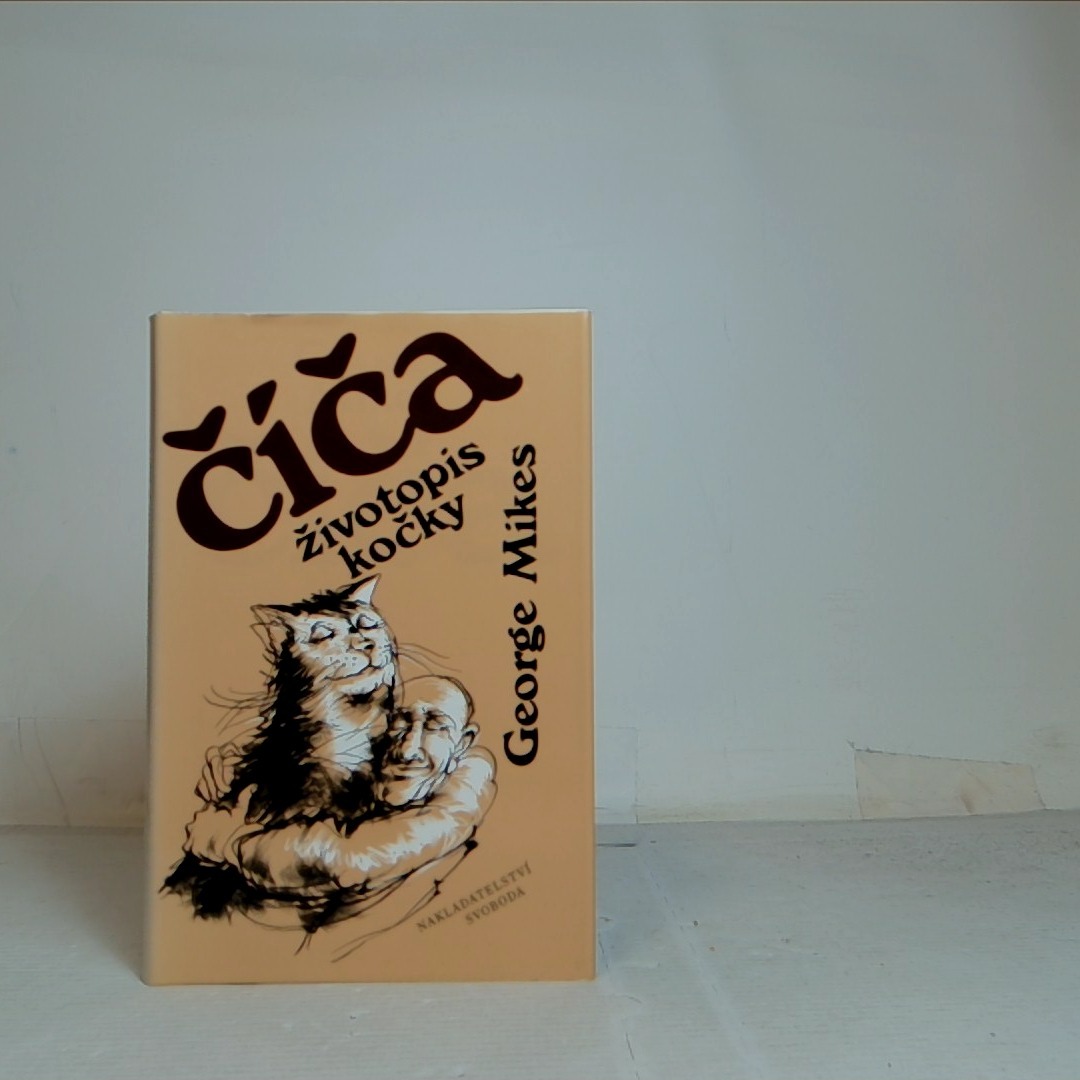 číča
životopis
kočky
George Mikes
NAKLADATELSTVÍ
SVOBODA